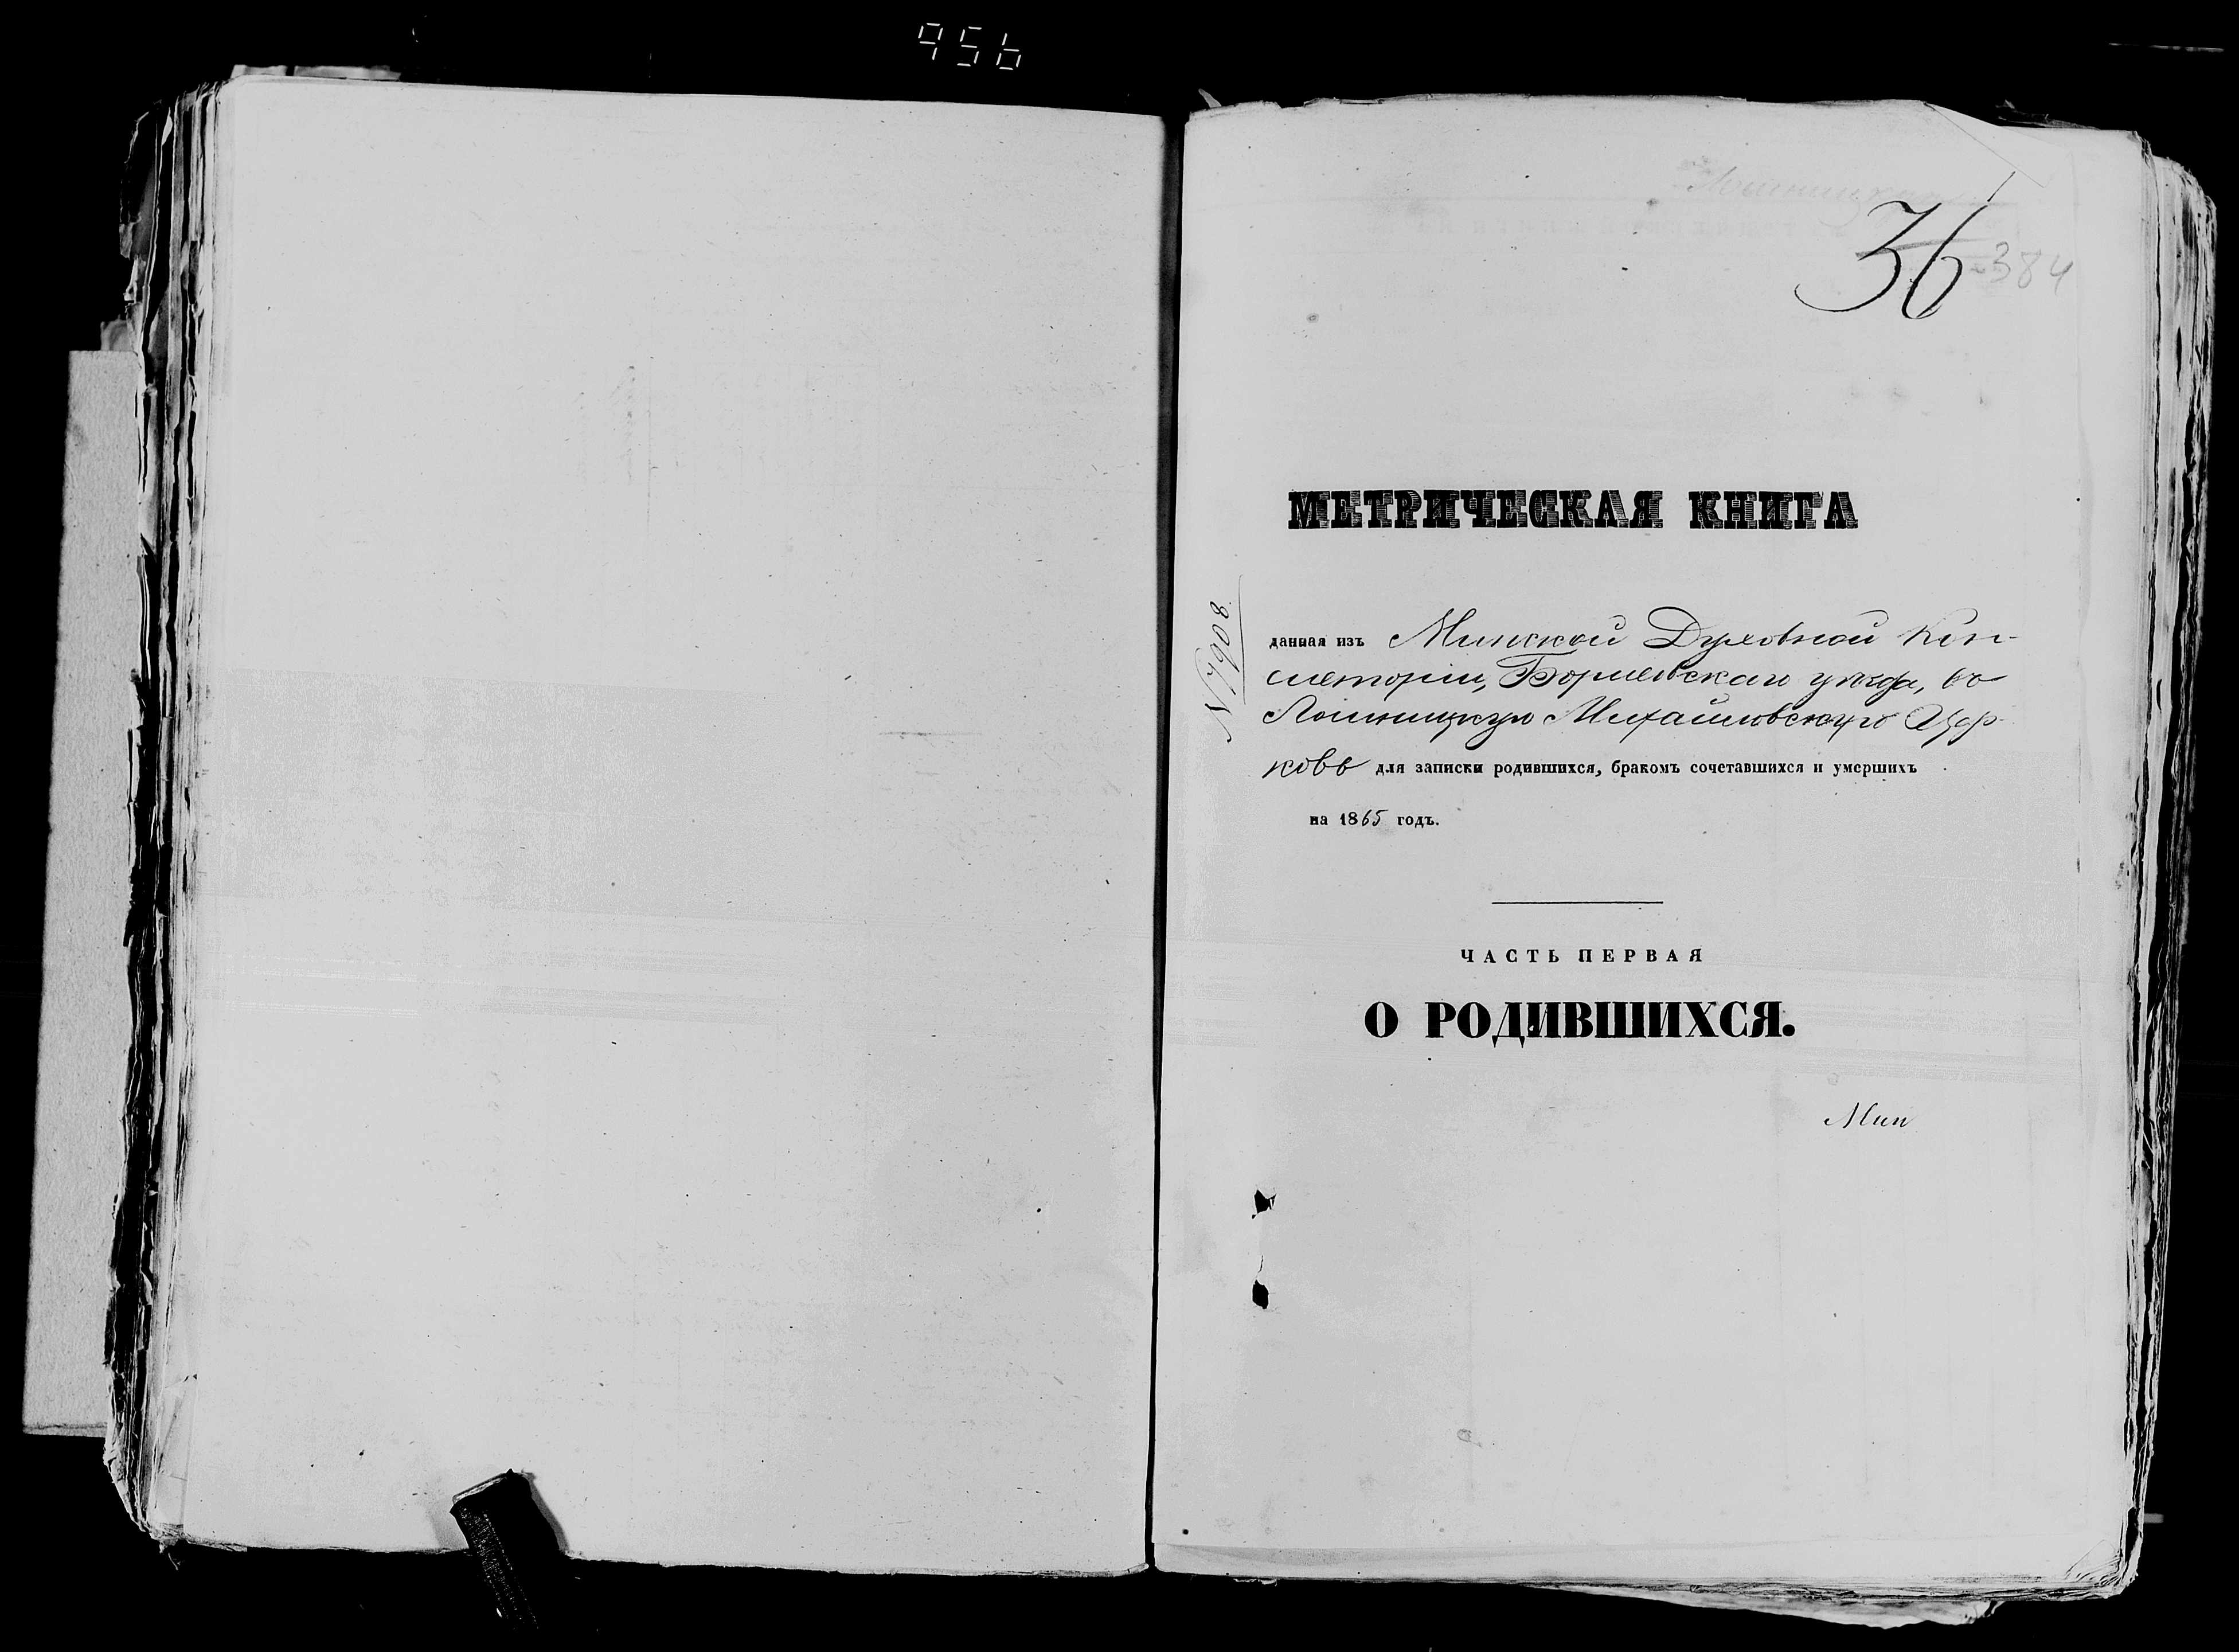 956
Лошницкая
36
384
МЕТРИЧЕСКАЯ КНИГА
№ 7908
данная изъ Минской Духовной Кон-
систоріи, Борисовскаго уѣзда, въ
Лошницкую Михайловскую Цер-
ковь для записки родившихся, бракомъ сочетавшихся и умершихъ
на 1865 годъ.
ЧАСТЬ ПЕРВАЯ
О РОДИВШИХСЯ.
Мин